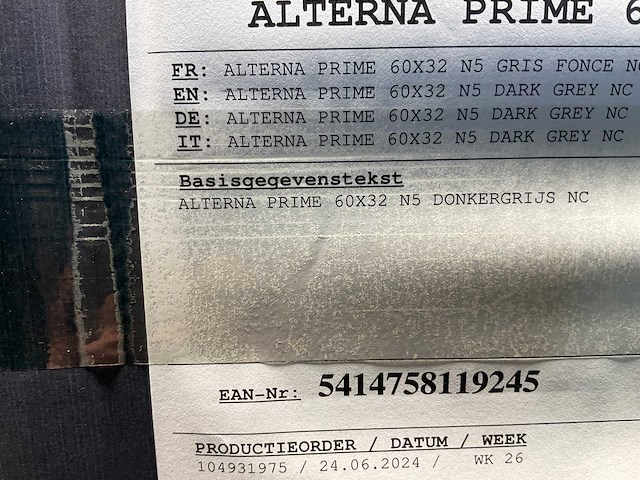 ALTERNA PRIME 6
FR: ALTERNA PRIME 60X32 N5 GRIS FONCE NC
EN: ALTERNA PRIME 60X32 N5 DARK GREY NC
DE: ALTERNA PRIME 60X32 N5 DARK GREY NC
IT: ALTERNA PRIME 60X32 N5 DARK GREY NC
Basisgegevenstekst
ALTERNA PRIME 60X32 N5 DONKERGRIJS NC
EAN-Nr: 5414758119245
PRODUCTIEORDER / DATUM / WEEK
104931975 / 24.06.2024 / WK 26